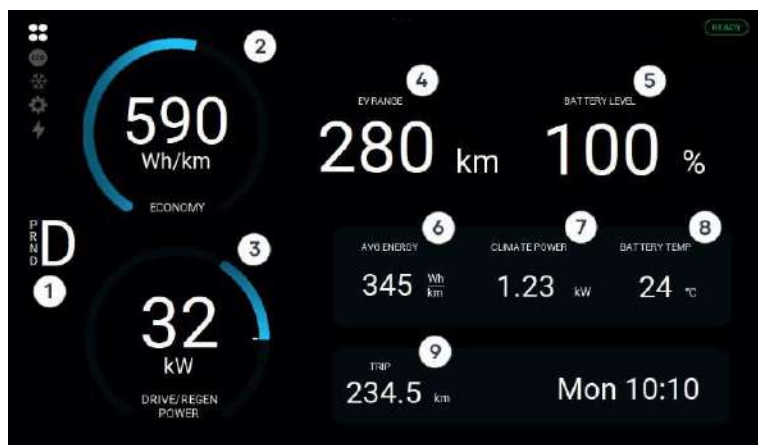 READY
ECO
2
590
Wh/km
ECONOMY
4
EV RANGE
280 km
5
BATTERY LEVEL
100 %
P
R
N
D
D
1
3
32
kW
DRIVE/REGEN
POWER
6
AVG ENERGY
345 Wh
km
7
CLIMATE POWER
1.23 kW
8
BATTERY TEMP
24 °C
9
TRIP
234.5 km
Mon 10:10